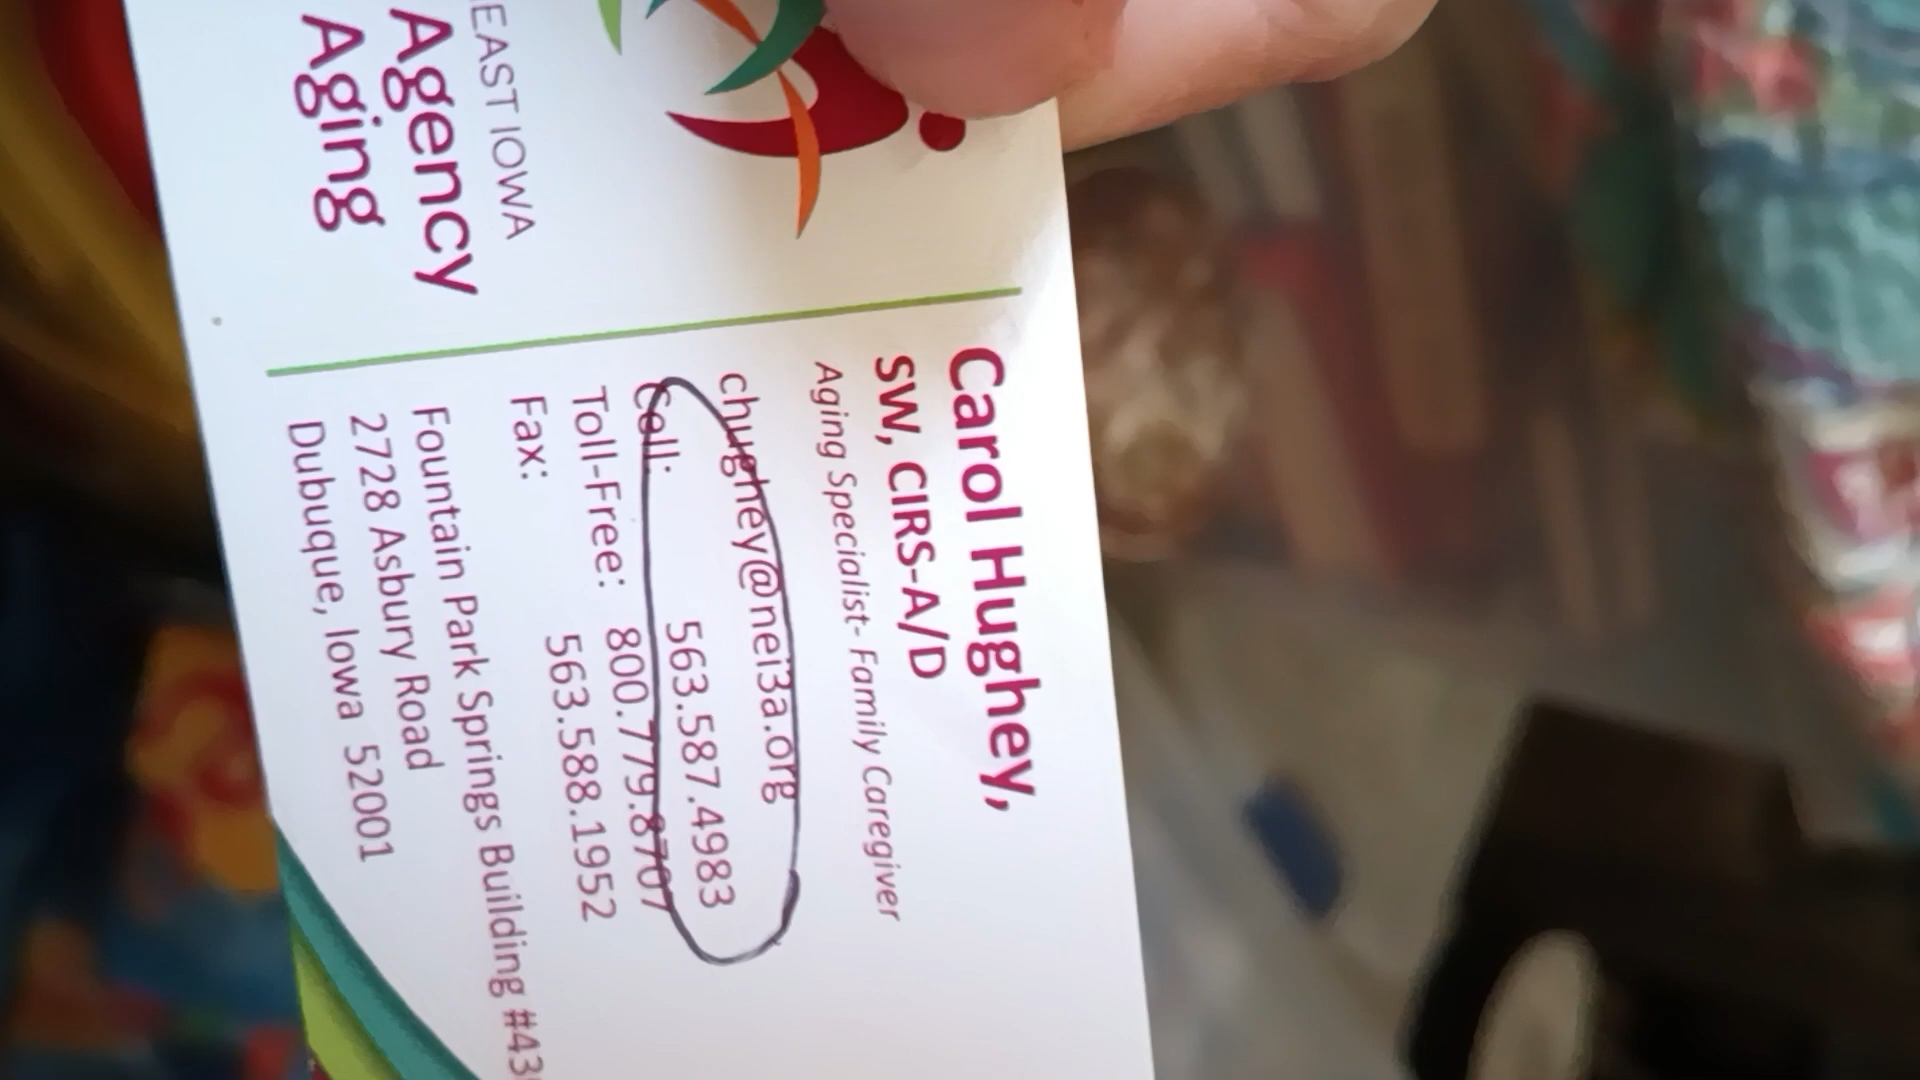 EAST IOWA
Agency
Aging
Carol Hughey,
SW, CIRS-A/D
Aging Specialist- Family Caregiver
chughey@nei3a.org
Cell: 563.587.4983
Toll-Free: 800.779.8707
Fax: 563.588.1952
Fountain Park Springs Building #43
2728 Asbury Road
Dubuque, Iowa 52001